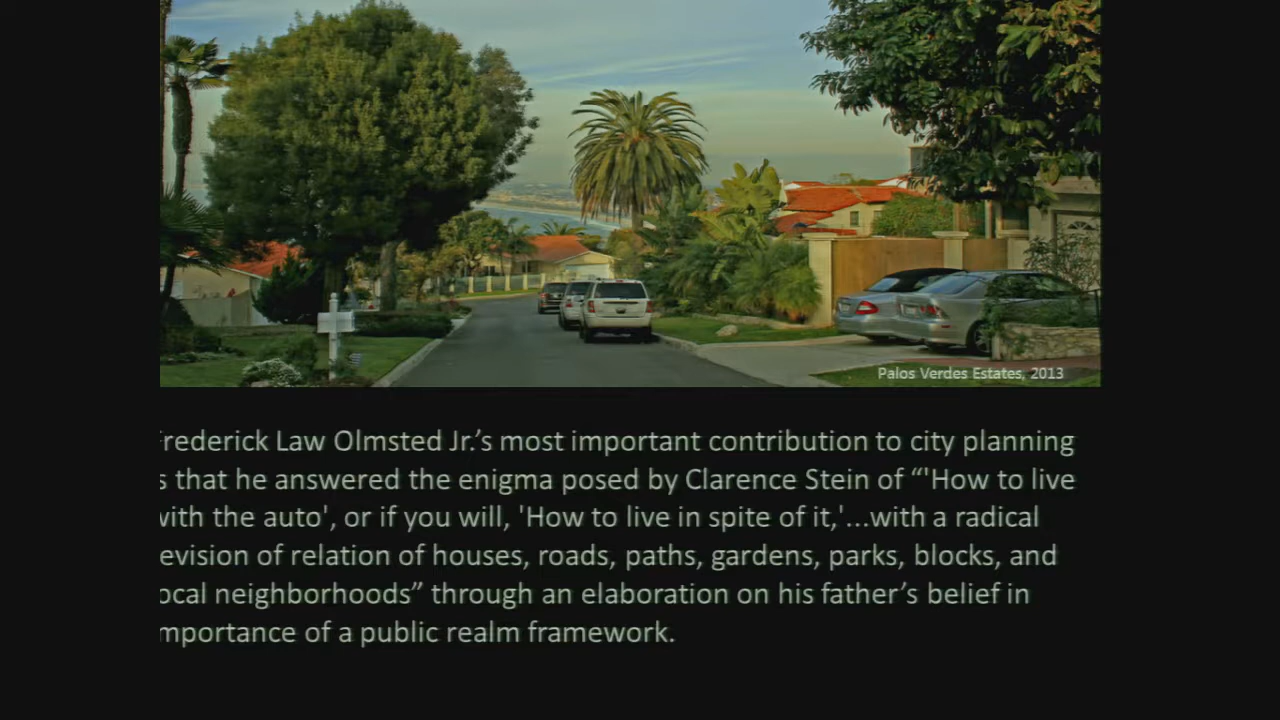 Palos Verdes Estates, 2013
rederick Law Olmsted Jr.’s most important contribution to city planning
s that he answered the enigma posed by Clarence Stein of “'How to live
with the auto', or if you will, 'How to live in spite of it,'...with a radical
evision of relation of houses, roads, paths, gardens, parks, blocks, and
ocal neighborhoods” through an elaboration on his father’s belief in
mportance of a public realm framework.